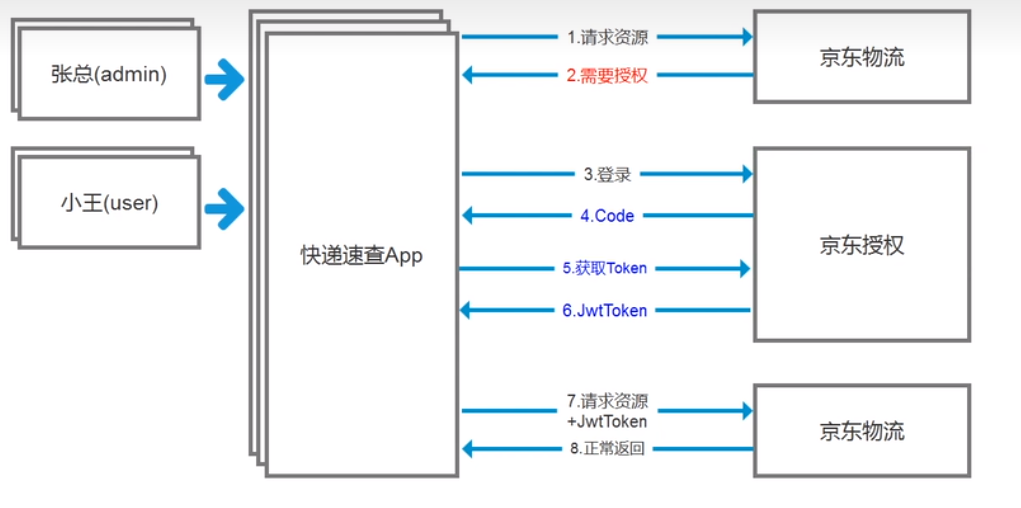 张总(admin)
小王(user)
快递速查App
1.请求资源
2.需要授权
京东物流
3.登录
4.Code
5.获取Token
6.JwtToken
京东授权
7.请求资源
+JwtToken
8.正常返回
京东物流